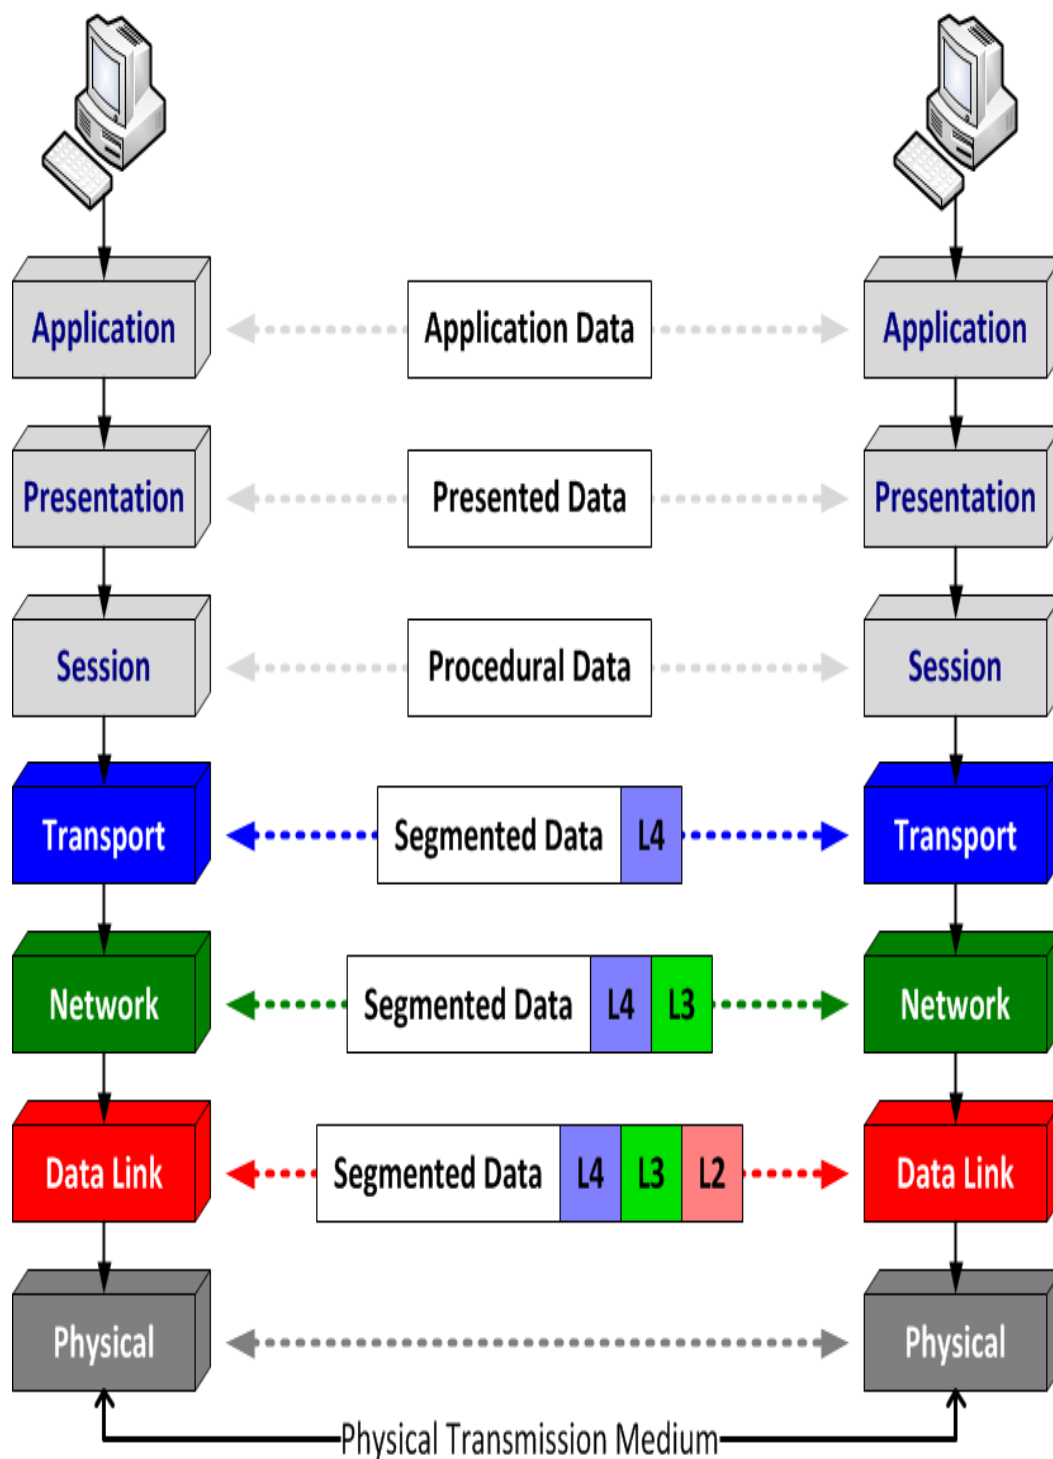 Application Application Data Application
Presentation Presented Data Presentation
Session Procedural Data Session
Transport Segmented Data L4 Transport
Network Segmented Data L4 L3 Network
Data Link Segmented Data L4 L3 L2 Data Link
Physical Physical
Physical Transmission Medium